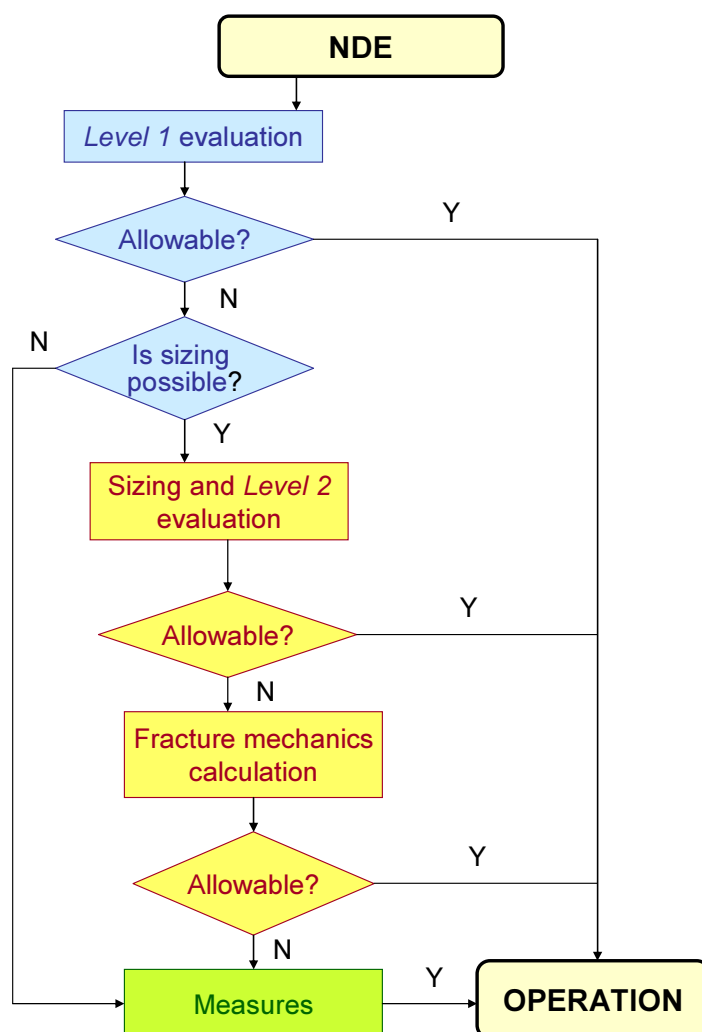 NDE
Level 1 evaluation
Allowable?
Y
N
N
Is sizing
possible?
Y
Sizing and Level 2
evaluation
Allowable?
Y
N
Fracture mechanics
calculation
Allowable?
Y
N
Measures
Y
OPERATION